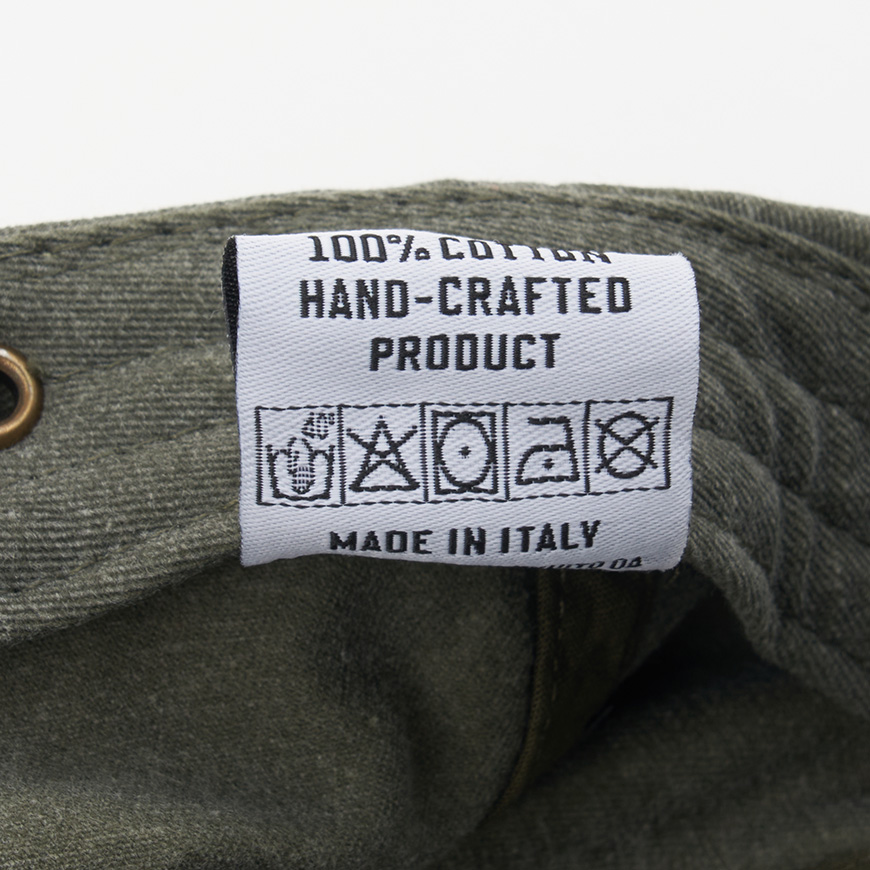 100% COTTON
HAND-CRAFTED
PRODUCT
MADE IN ITALY